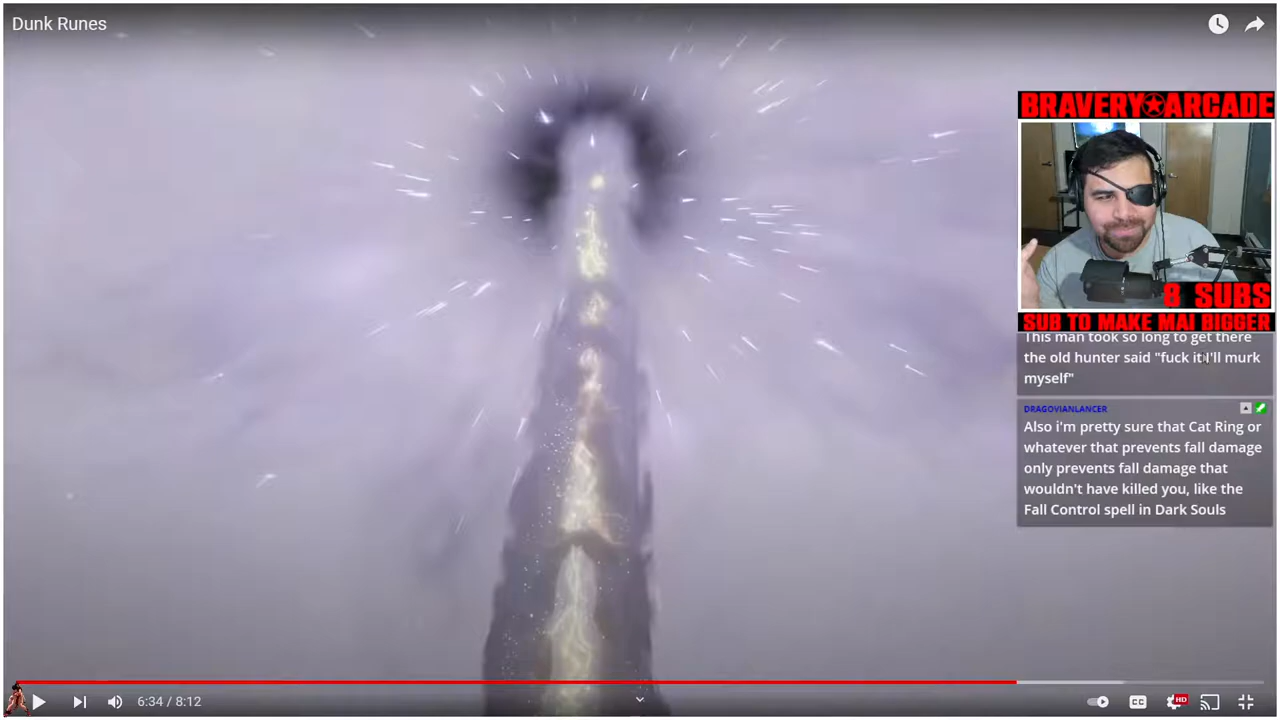 Dunk Runes
BRAVERY ARCADE
8 SUBS
SUB TO MAKE MAI BIGGER
This man took so long to get there
the old hunter said "fuck it i'll murk
myself"
DRAGOVIANLANCER
Also i'm pretty sure that Cat Ring or
whatever that prevents fall damage
only prevents fall damage that
wouldn't have killed you, like the
Fall Control spell in Dark Souls
6:34 / 8:12
CC
HD